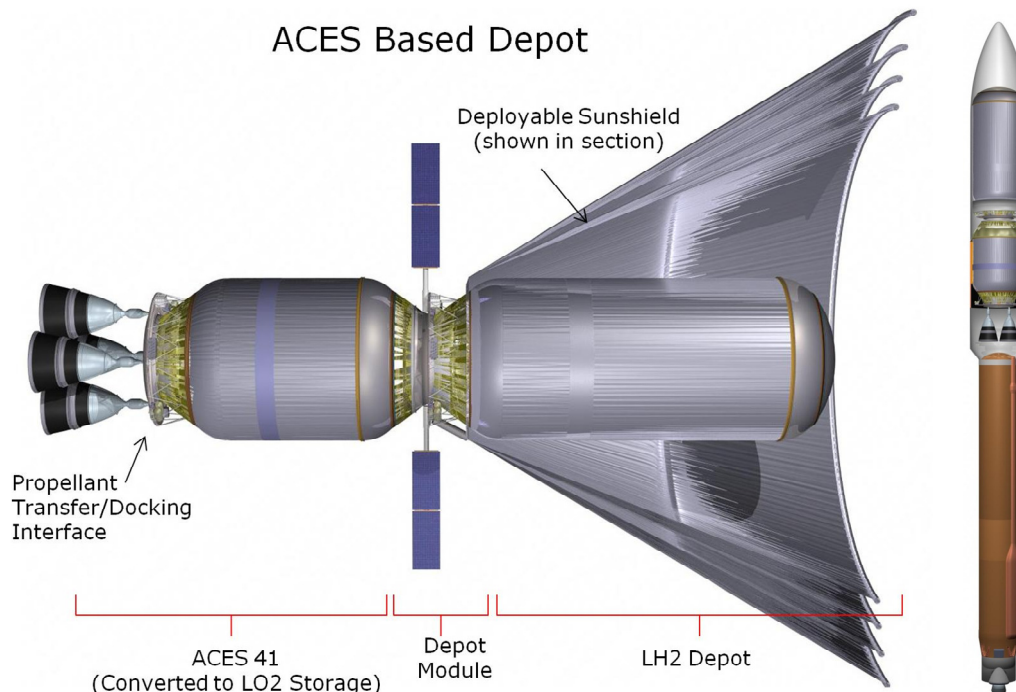 ACES Based Depot
Deployable Sunshield
(shown in section)
Propellant
Transfer/Docking
Interface
ACES 41
(Converted to LO2 Storage)
Depot
Module
LH2 Depot